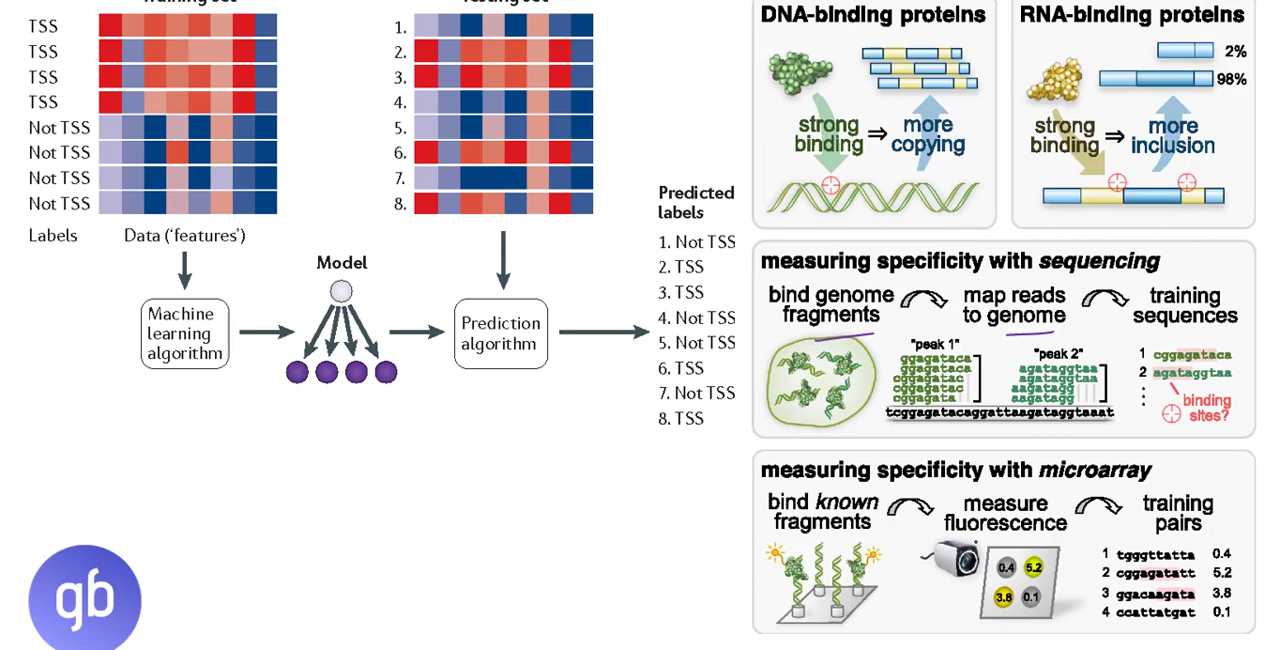 Training set
TSS
TSS
TSS
TSS
Not TSS
Not TSS
Not TSS
Not TSS
Labels
Data (‘features’)
Testing set
1.
2.
3.
4.
5.
6.
7.
8.
Machine
learning
algorithm
Model
Prediction
algorithm
Predicted
labels
1. Not TSS
2. TSS
3. TSS
4. Not TSS
5. Not TSS
6. TSS
7. Not TSS
8. TSS
gb
DNA-binding proteins
strong
binding
⇒
more
copying
RNA-binding proteins
2%
98%
strong
binding
⇒
more
inclusion
measuring specificity with sequencing
bind genome
fragments
map reads
to genome
training
sequences
"peak 1"
ggagataca
ggagataca
cggagatac
cggagatac
cggagata
"peak 2"
agataggtaa
agataggtaa
aagatagg
aagatagg
tcggagatacaggattaagataggtaaat
1 cggagataca
2 agataggtaa
binding
sites?
measuring specificity with microarray
bind known
fragments
measure
fluorescence
0.4
5.2
3.8
0.1
training
pairs
1 tgggttatta 0.4
2 cggagatatt 5.2
3 ggacaagata 3.8
4 ccattatgat 0.1